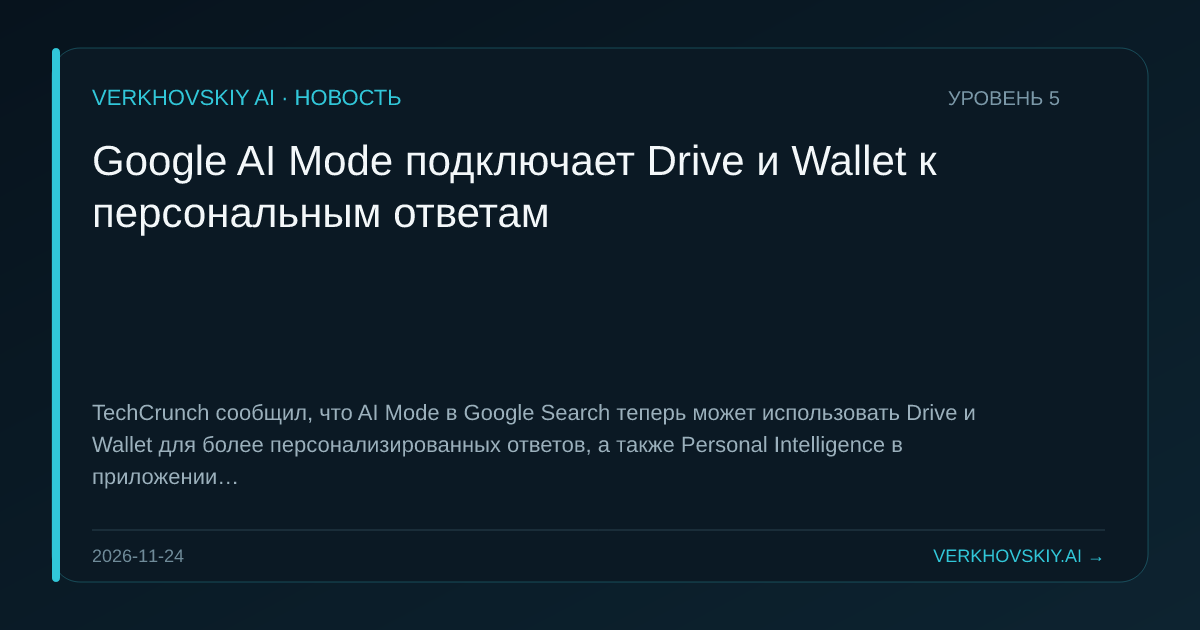 VERKHOVSKIY AI · НОВОСТЬ
УРОВЕНЬ 5
Google AI Mode подключает Drive и Wallet к
персональным ответам
TechCrunch сообщил, что AI Mode в Google Search теперь может использовать Drive и
Wallet для более персонализированных ответов, а также Personal Intelligence в
приложении…
2026-11-24
VERKHOVSKIY.AI →